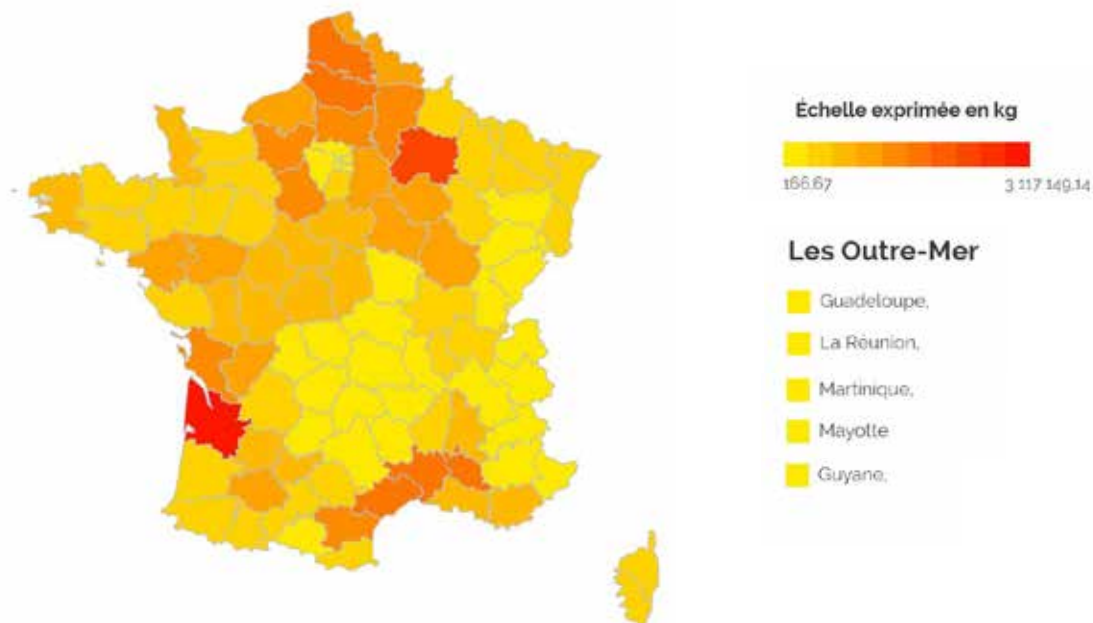 Échelle exprimée en kg
166.67
3 117 149.14
Les Outre-Mer
Guadeloupe,
La Réunion,
Martinique,
Mayotte
Guyane,